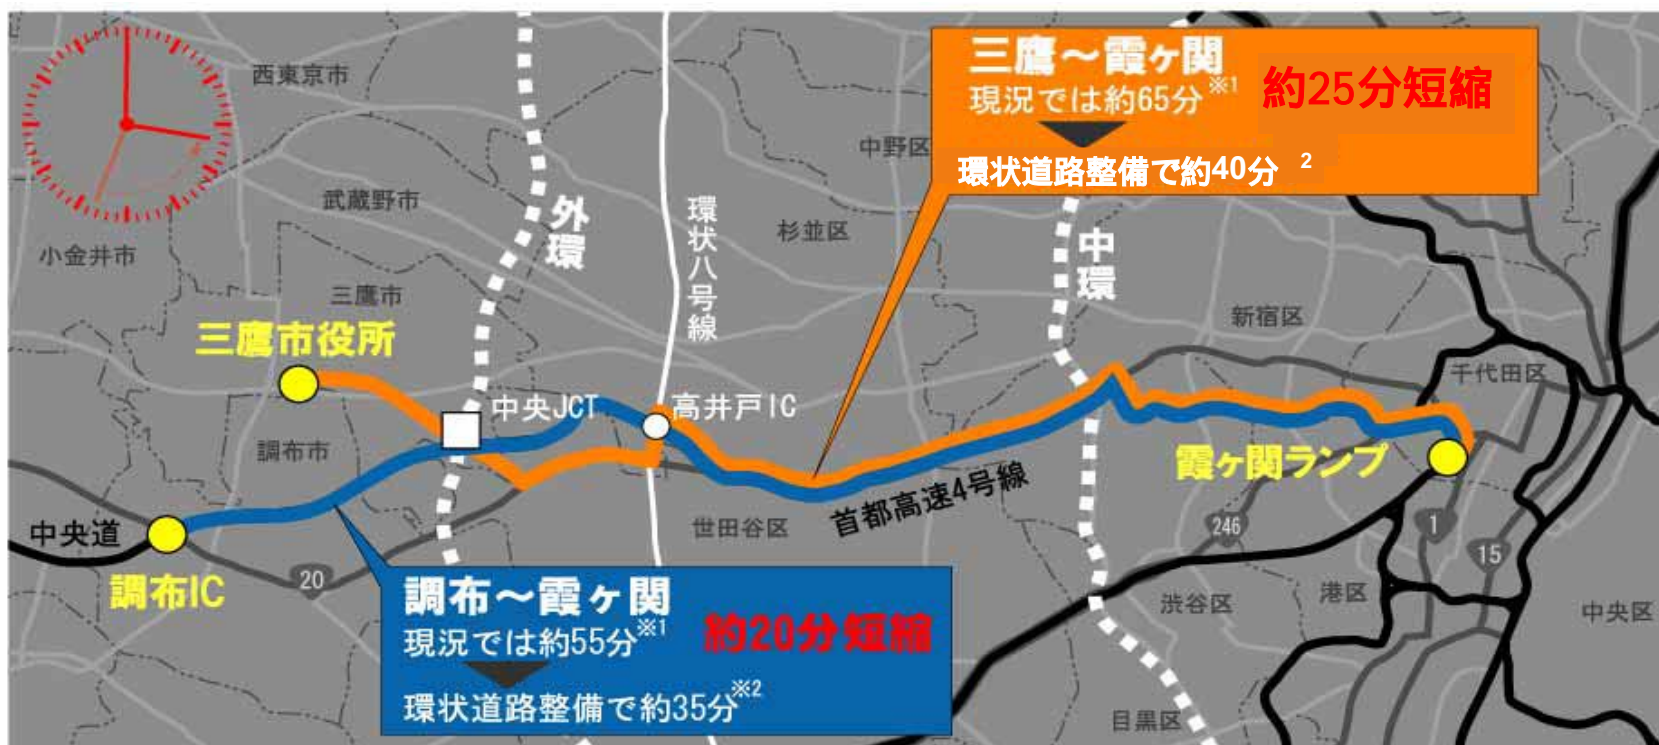 西東京市
三鷹～霞ヶ関
現況では約65分※1
約25分短縮
環状道路整備で約40分 2
中野区
武蔵野市
外環
環状八号線
杉並区
中環
小金井市
三鷹市
新宿区
三鷹市役所
千代田区
中央JCT
高井戸IC
調布市
霞ヶ関ランプ
首都高速4号線
世田谷区
中央道
246
1
15
調布IC
20
調布～霞ヶ関
現況では約55分※1
約20分短縮
環状道路整備で約35分※2
渋谷区
港区
中央区
目黒区